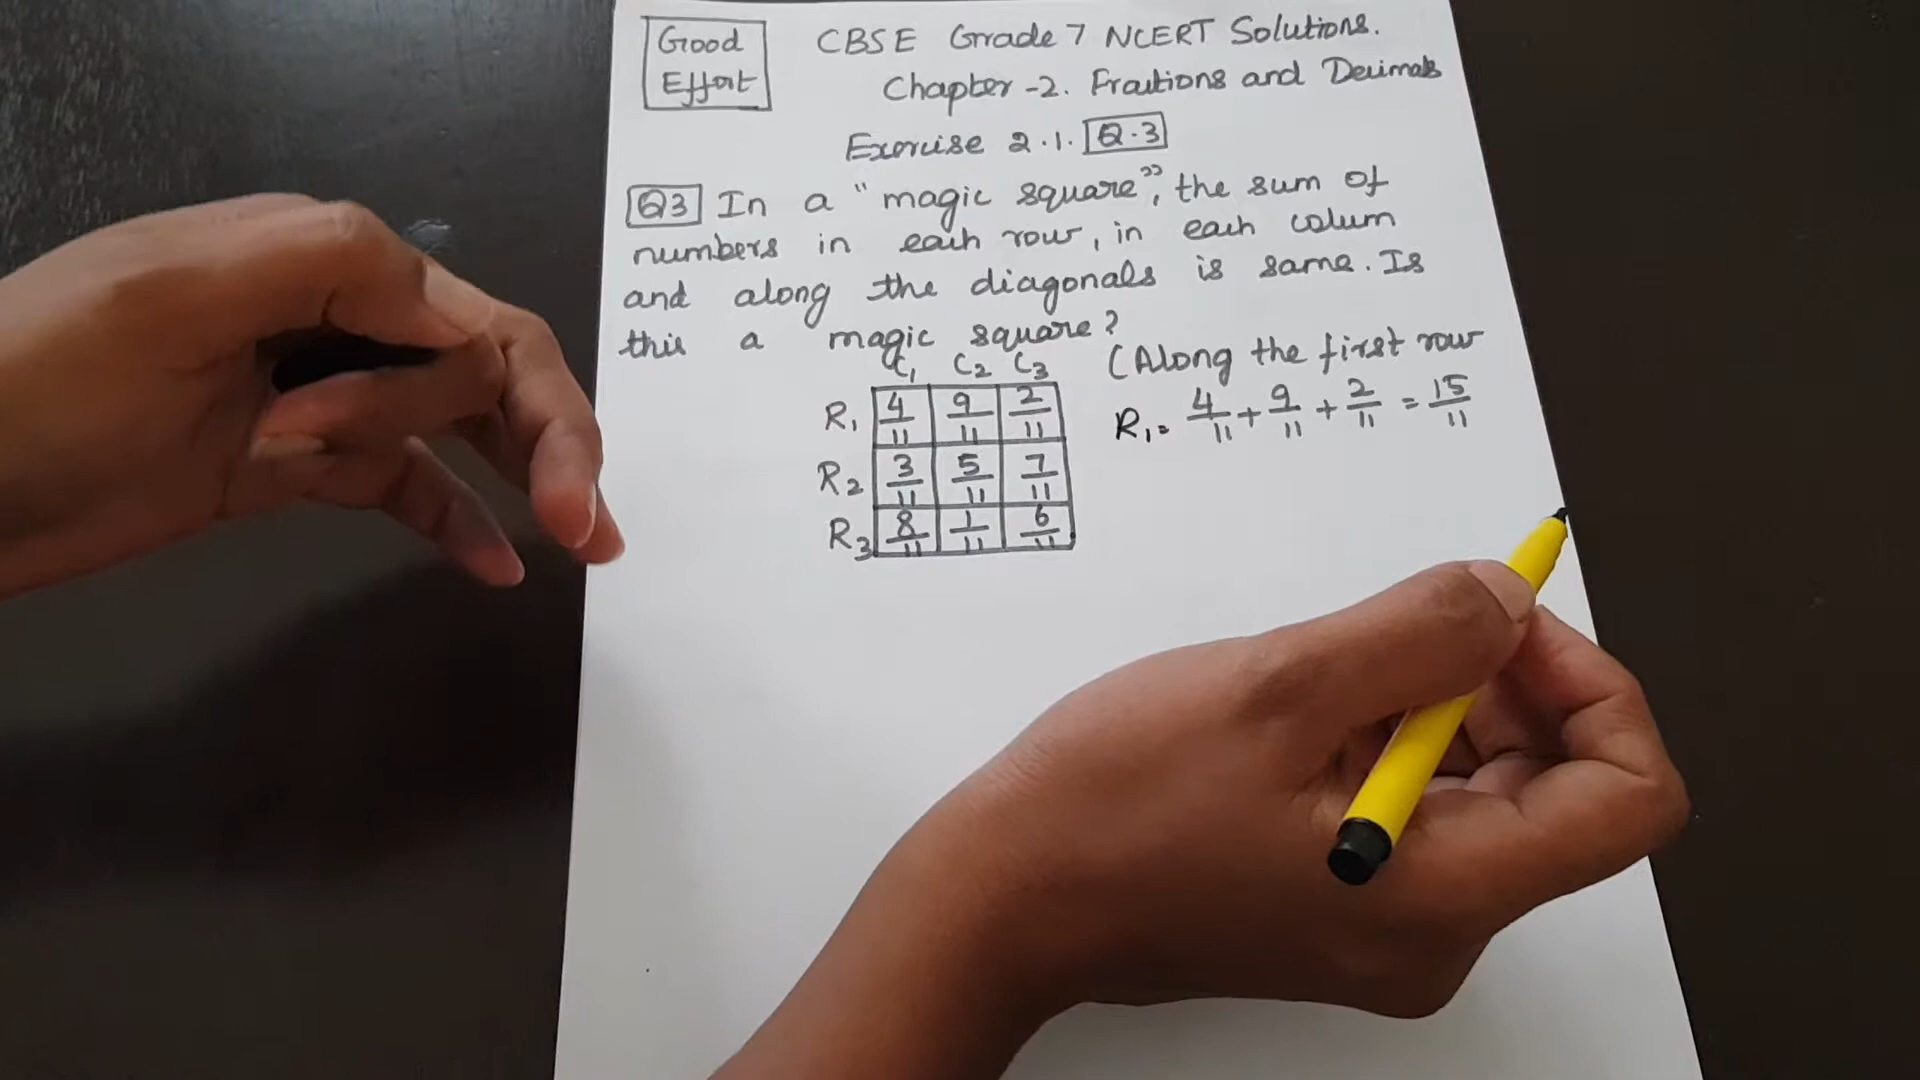 Good
Effort
CBSE Grade 7 NCERT Solutions.
Chapter -2. Fractions and Decimals
Exercise 2.1. Q.3
Q3 In a "magic square", the sum of
numbers in each row, in each colum
and along the diagonals is same. Is
this a magic square?
C1 C2 C3
R1 4/11 9/11 2/11
R2 3/11 5/11 7/11
R3 8/11 1/11 6/11
(Along the first row
R1 = 4/11 + 9/11 + 2/11 = 15/11